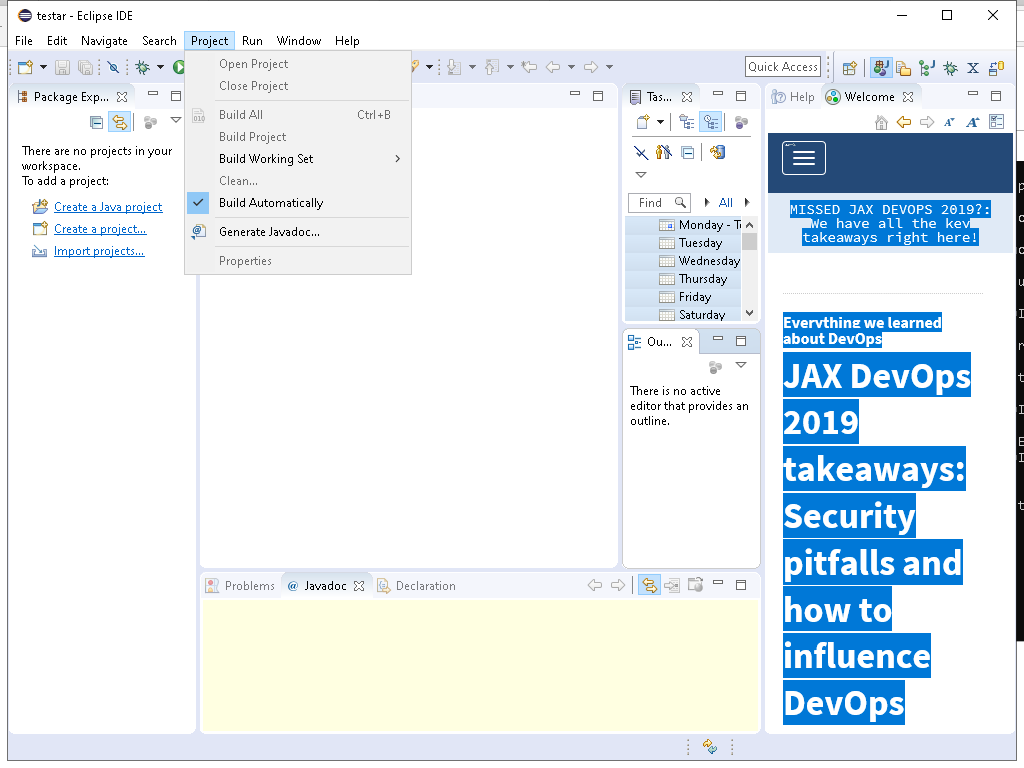 testar - Eclipse IDE
File Edit Navigate Search Project Run Window Help
Quick Access
Open Project
Close Project
Build All Ctrl+B
Build Project
Build Working Set
Clean...
Build Automatically
Generate Javadoc...
Properties
Package Exp...
There are no projects in your
workspace.
To add a project:
Create a Java project
Create a project...
Import projects...
Tas...
Find All
Monday - T
Tuesday
Wednesday
Thursday
Friday
Saturday
Ou...
There is no active
editor that provides an
outline.
Problems @ Javadoc Declaration
Help Welcome
MISSED JAX DEVOPS 2019?:
We have all the key
takeaways right here!
Everything we learned
about DevOps
JAX DevOps
2019
takeaways:
Security
pitfalls and
how to
influence
DevOps